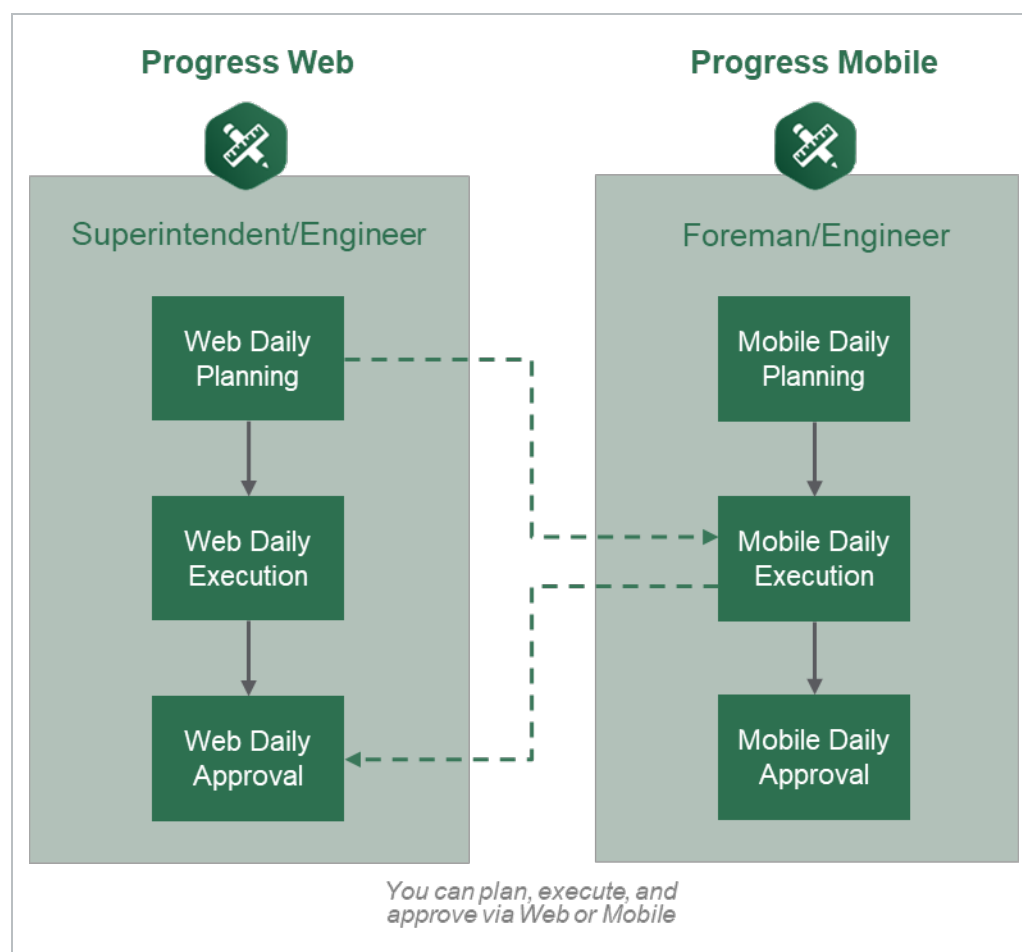 Progress Web
Progress Mobile
Superintendent/Engineer
Foreman/Engineer
Web Daily
Planning
Mobile Daily
Planning
Web Daily
Execution
Mobile Daily
Execution
Web Daily
Approval
Mobile Daily
Approval
You can plan, execute, and
approve via Web or Mobile